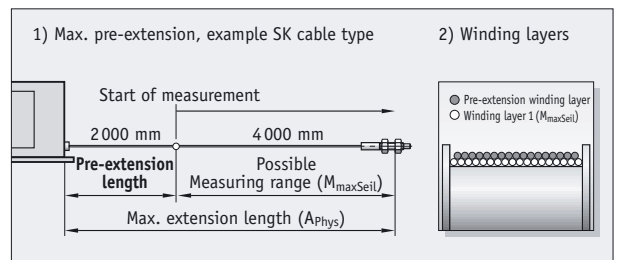 1) Max. pre-extension, example SK cable type
2) Winding layers
Start of measurement
2 000 mm
4 000 mm
Pre-extension
length
Possible
Measuring range (MmaxSeil)
Max. extension length (APhys)
Pre-extension winding layer
Winding layer 1 (MmaxSeil)